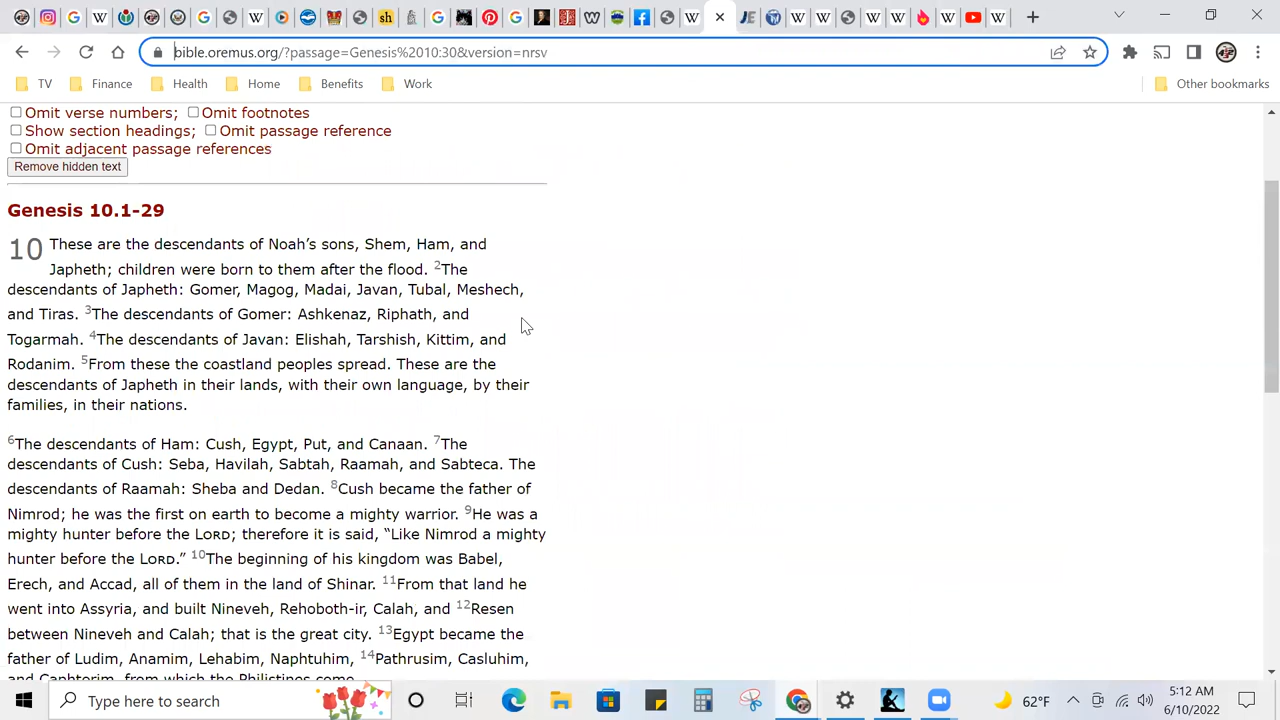 bible.oremus.org/?passage=Genesis%2010:30&version=nrsv
TV Finance Health Home Benefits Work Other bookmarks
Omit verse numbers; Omit footnotes
Show section headings; Omit passage reference
Omit adjacent passage references
Remove hidden text
Genesis 10.1-29
10 These are the descendants of Noah’s sons, Shem, Ham, and
Japheth; children were born to them after the flood. 2The
descendants of Japheth: Gomer, Magog, Madai, Javan, Tubal, Meshech,
and Tiras. 3The descendants of Gomer: Ashkenaz, Riphath, and
Togarmah. 4The descendants of Javan: Elishah, Tarshish, Kittim, and
Rodanim. 5From these the coastland peoples spread. These are the
descendants of Japheth in their lands, with their own language, by their
families, in their nations.
6The descendants of Ham: Cush, Egypt, Put, and Canaan. 7The
descendants of Cush: Seba, Havilah, Sabtah, Raamah, and Sabteca. The
descendants of Raamah: Sheba and Dedan. 8Cush became the father of
Nimrod; he was the first on earth to become a mighty warrior. 9He was a
mighty hunter before the LORD; therefore it is said, “Like Nimrod a mighty
hunter before the LORD.” 10The beginning of his kingdom was Babel,
Erech, and Accad, all of them in the land of Shinar. 11From that land he
went into Assyria, and built Nineveh, Rehoboth-ir, Calah, and 12Resen
between Nineveh and Calah; that is the great city. 13Egypt became the
father of Ludim, Anamim, Lehabim, Naphtuhim, 14Pathrusim, Casluhim,
and Caphtorim, from which the Philistines come.
Type here to search
62°F
5:12 AM
6/10/2022